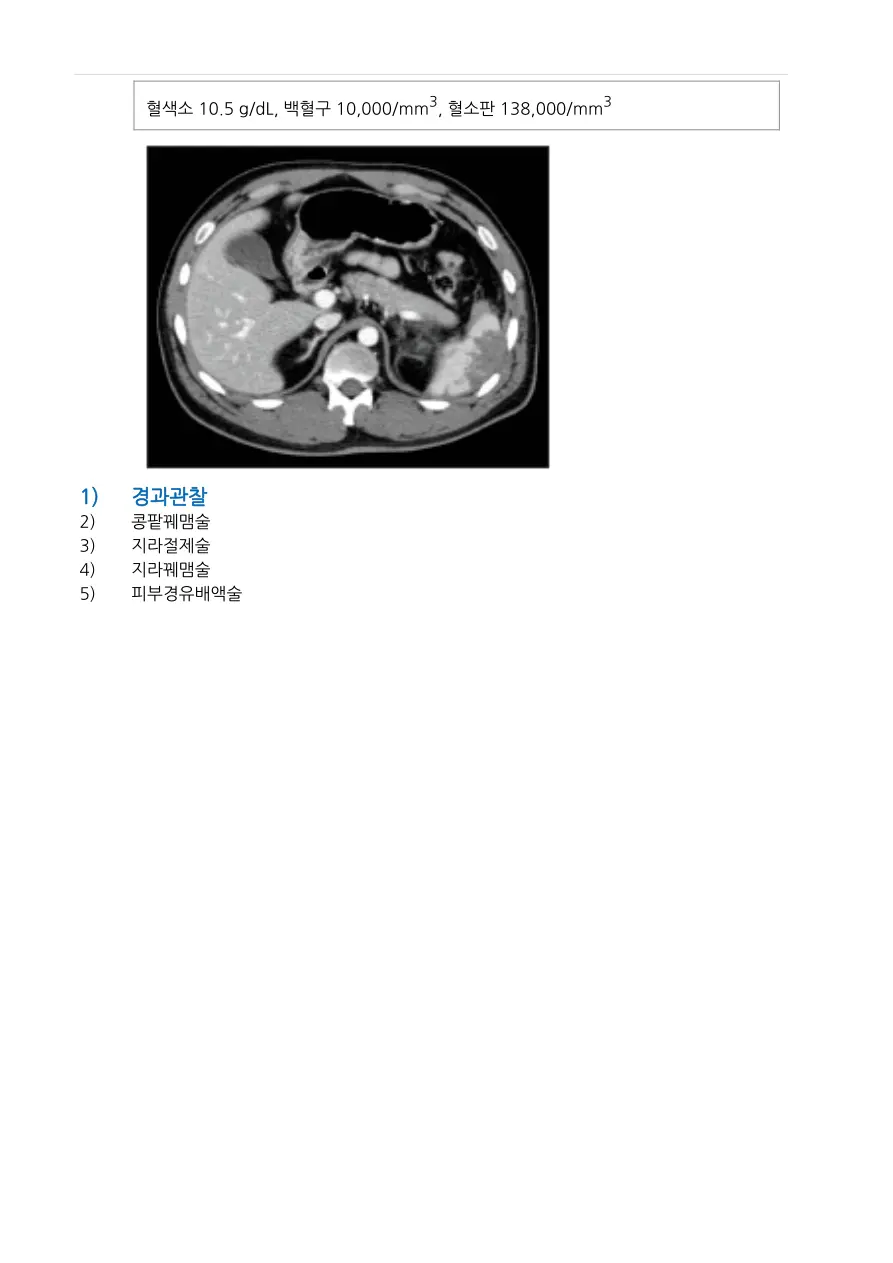 혈색소 10.5 g/dL, 백혈구 10,000/mm³, 혈소판 138,000/mm³
1) 경과관찰
2) 콩팥꿰맴술
3) 지라절제술
4) 지라꿰맴술
5) 피부경유배액술